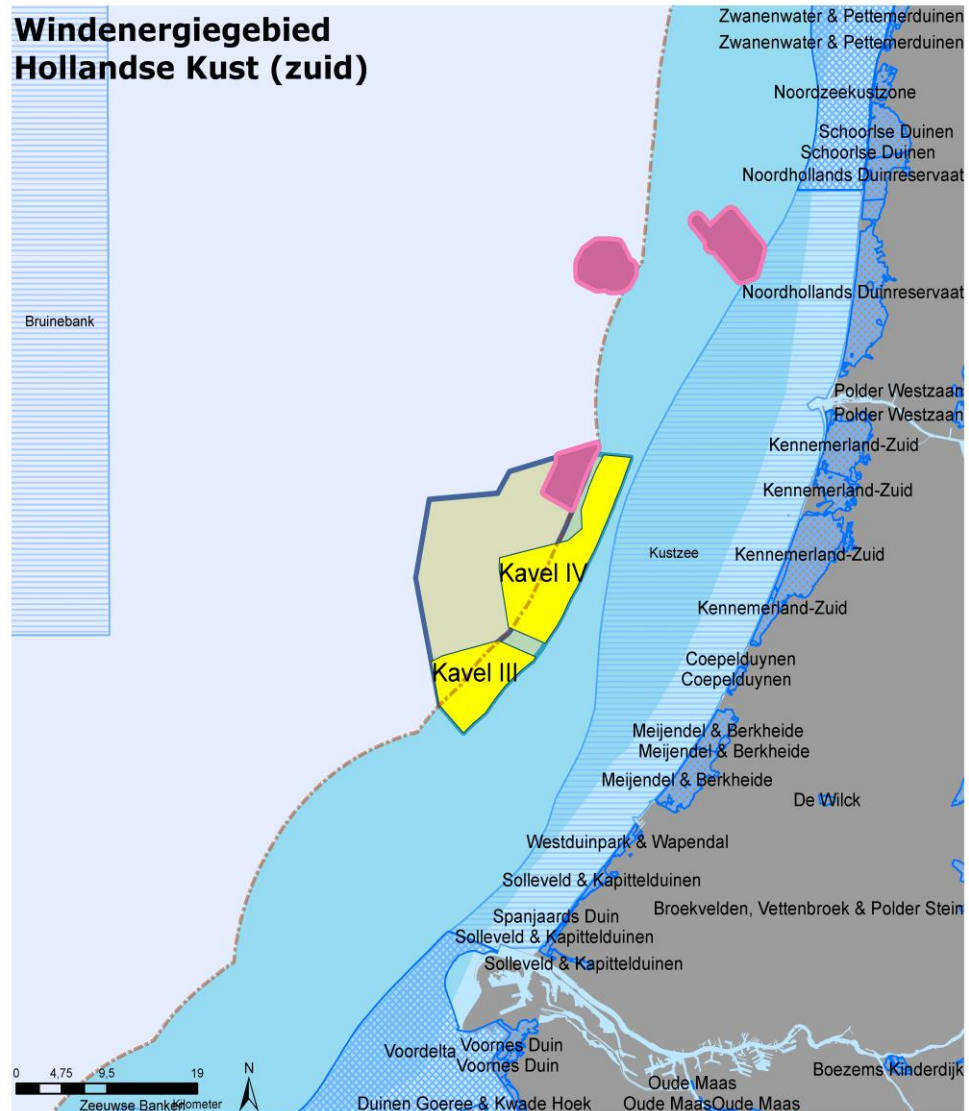 Windenergiegebied
Hollandse Kust (zuid)
Zwanenwater & Pettemerduinen
Zwanenwater & Pettemerduinen
Noordzeekustzone
Schoorlse Duinen
Schoorlse Duinen
Noordhollands Duinreservaat
Noordhollands Duinreservaat
Bruinebank
Polder Westzaan
Polder Westzaan
Kennemerland-Zuid
Kennemerland-Zuid
Kustzee
Kennemerland-Zuid
Kavel IV
Kennemerland-Zuid
Coepelduynen
Kavel III
Coepelduynen
Meijendel & Berkheide
Meijendel & Berkheide
Meijendel & Berkheide
De Wilck
Westduinpark & Wapendal
Solleveld & Kapittelduinen
Broekvelden, Vettenbroek & Polder Stein
Spanjaards Duin
Solleveld & Kapittelduinen
Solleveld & Kapittelduinen
Voornes Duin
Voordelta
Voornes Duin
Boezems Kinderdijk
0 4,75 9,5 19
N
Oude Maas
Zeeuwse Banken
Kilometer
Duinen Goeree & Kwade Hoek
Oude Maas
Oude Maas